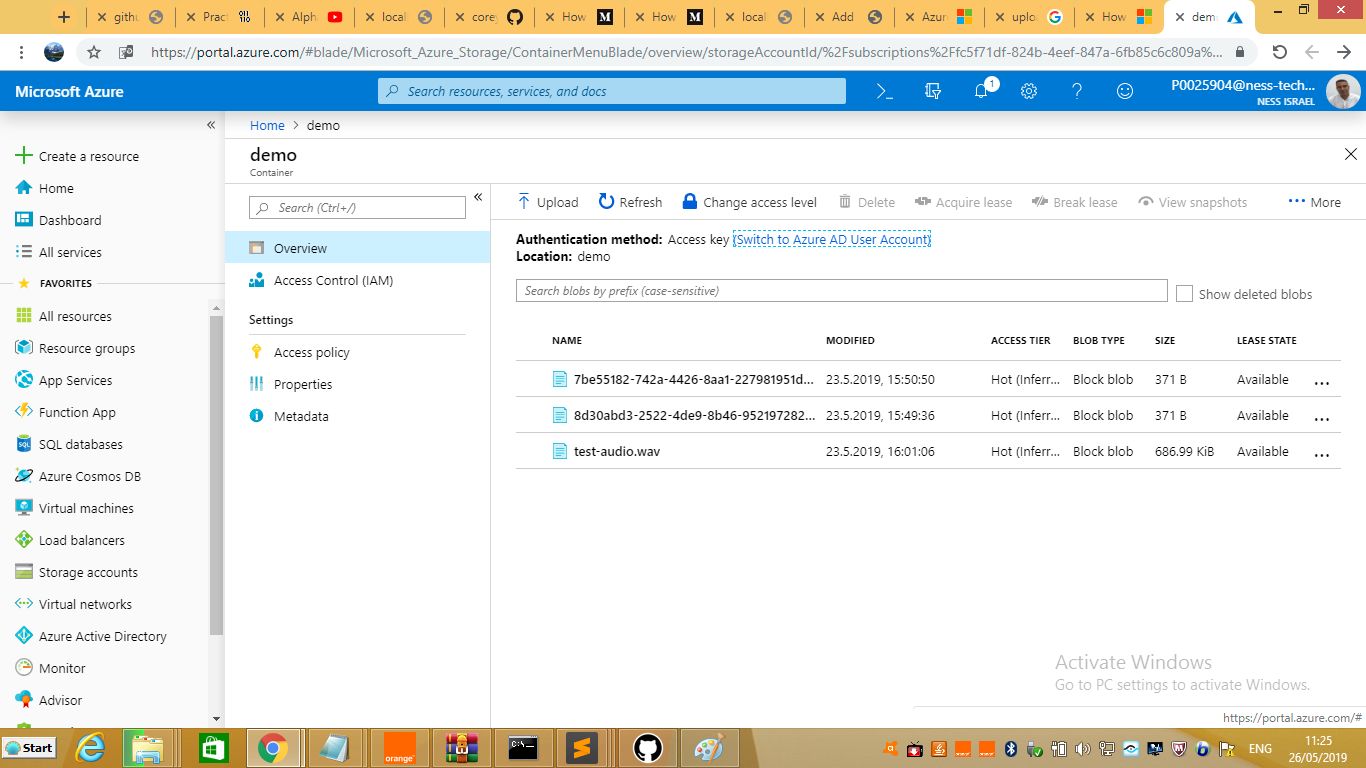 githu
Pract
Alpha
local
corey
How
How
local
Add
Azur
uplo
How
dem
https://portal.azure.com/#blade/Microsoft_Azure_Storage/ContainerMenuBlade/overview/storageAccountId/%2Fsubscriptions%2Ffc5f71df-824b-4eef-847a-6fb85c6c809a%...
Microsoft Azure
Search resources, services, and docs
1
P0025904@ness-tech...
NESS ISRAEL
Create a resource
Home
Dashboard
All services
FAVORITES
All resources
Resource groups
App Services
Function App
SQL databases
Azure Cosmos DB
Virtual machines
Load balancers
Storage accounts
Virtual networks
Azure Active Directory
Monitor
Advisor
Home > demo
demo
Container
Search (Ctrl+/)
Overview
Access Control (IAM)
Settings
Access policy
Properties
Metadata
Upload Refresh Change access level Delete Acquire lease Break lease View snapshots ... More
Authentication method: Access key (Switch to Azure AD User Account)
Location: demo
Search blobs by prefix (case-sensitive)
Show deleted blobs
NAME MODIFIED ACCESS TIER BLOB TYPE SIZE LEASE STATE
7be55182-742a-4426-8aa1-227981951d... 23.5.2019, 15:50:50 Hot (Inferr... Block blob 371 B Available ...
8d30abd3-2522-4de9-8b46-952197282... 23.5.2019, 15:49:36 Hot (Inferr... Block blob 371 B Available ...
test-audio.wav 23.5.2019, 16:01:06 Hot (Inferr... Block blob 686.99 KiB Available ...
Activate Windows
Go to PC settings to activate Windows.
https://portal.azure.com/#
Start
orange
ENG
11:25
26/05/2019